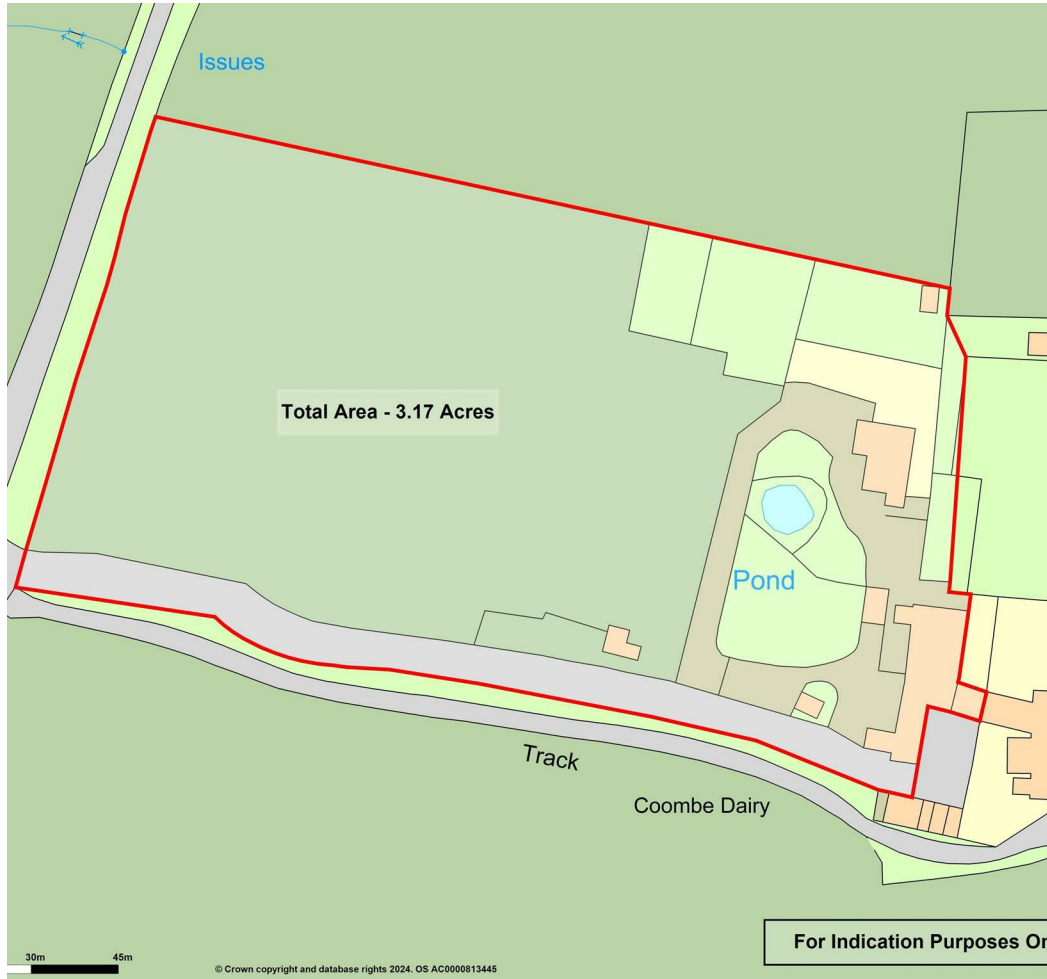 Issues
Total Area - 3.17 Acres
Pond
Track
Coombe Dairy
For Indication Purposes On
30m 45m
© Crown copyright and database rights 2024. OS AC0000813445